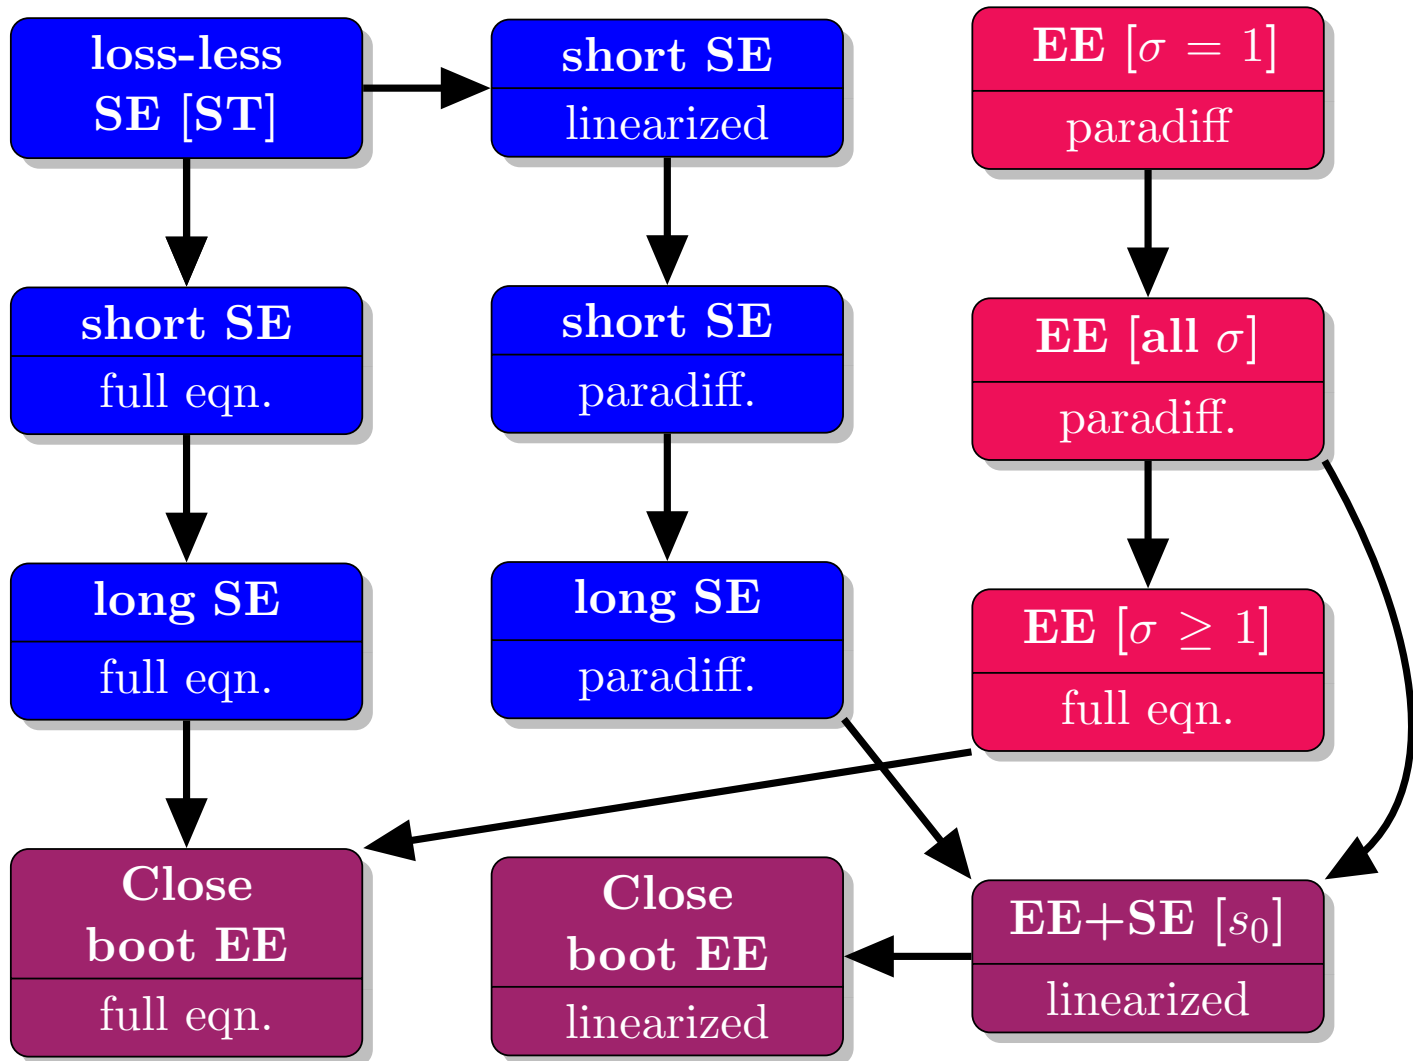 loss-less
SE [ST]
short SE
linearized
EE [σ = 1]
paradiff
short SE
full eqn.
short SE
paradiff.
EE [all σ]
paradiff.
long SE
full eqn.
long SE
paradiff.
EE [σ ≥ 1]
full eqn.
Close
boot EE
full eqn.
Close
boot EE
linearized
EE+SE [s₀]
linearized